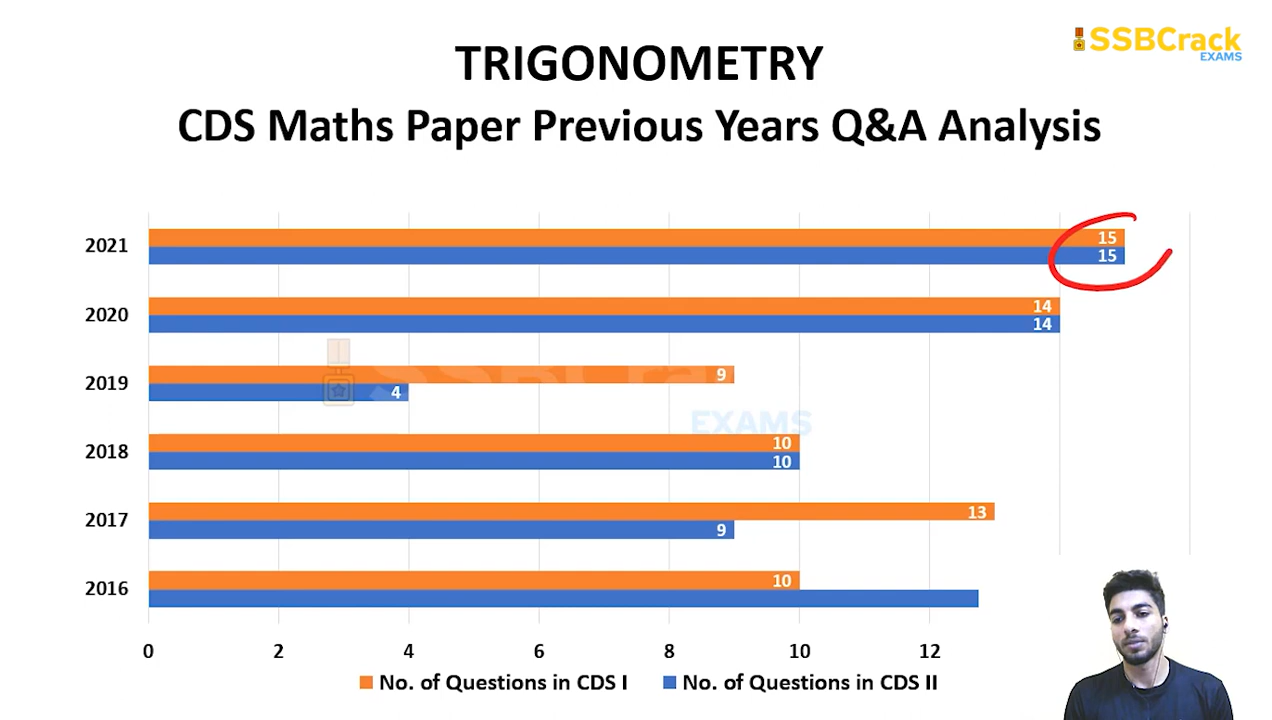 SSBCrack
EXAMS
TRIGONOMETRY
CDS Maths Paper Previous Years Q&A Analysis
2021
15
15
2020
14
14
2019
9
4
SSBCrack
EXAMS
2018
10
10
2017
13
9
2016
10
0 2 4 6 8 10 12
No. of Questions in CDS I No. of Questions in CDS II